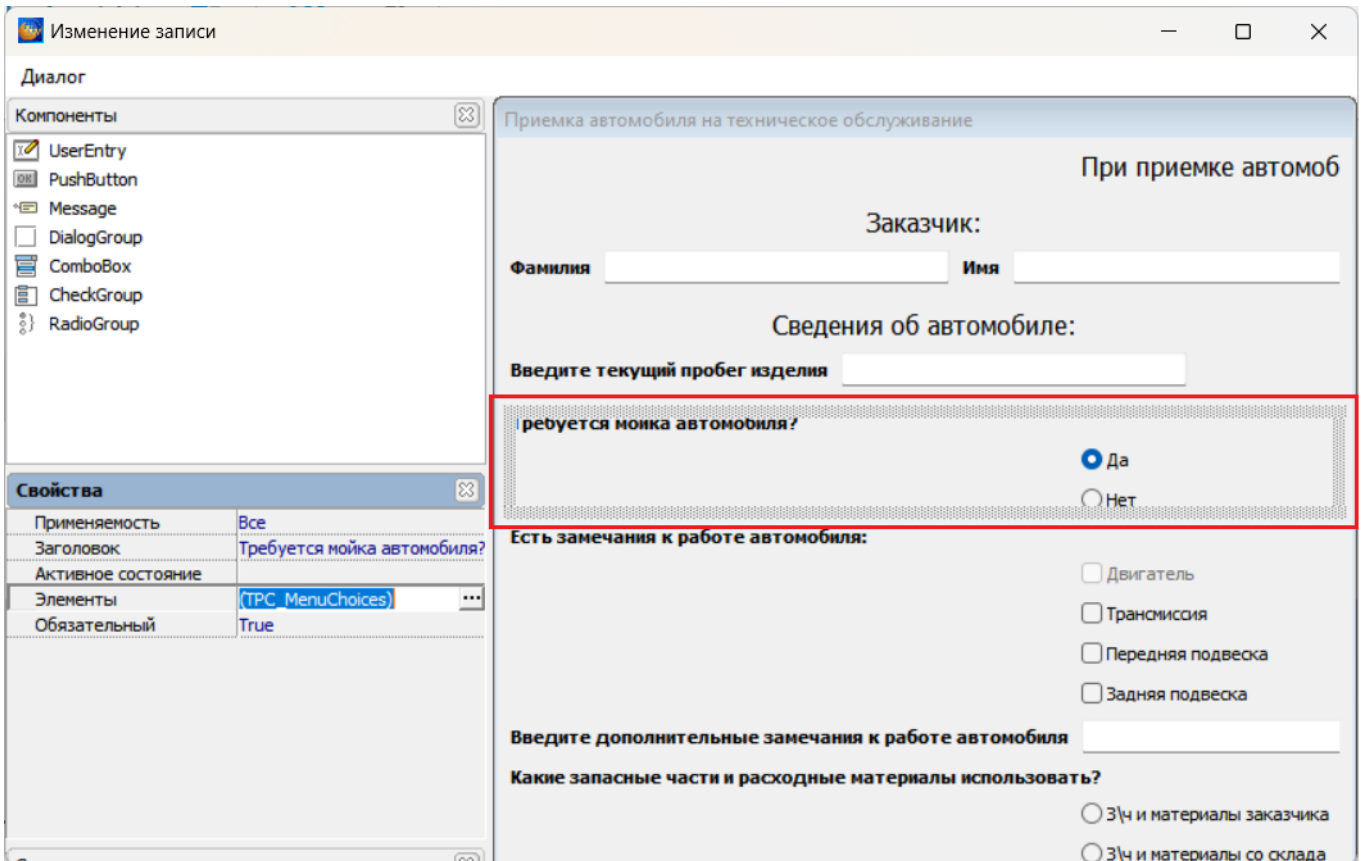 Изменение записи
Диалог
Компоненты
UserEntry
PushButton
Message
DialogGroup
ComboBox
CheckGroup
RadioGroup
Свойства
Применяемость Все
Заголовок Требуется мойка автомобиля?
Активное состояние
Элементы (TPC_MenuChoices) ...
Обязательный True
Приемка автомобиля на техническое обслуживание
При приемке автомоб
Заказчик:
Фамилия Имя
Сведения об автомобиле:
Введите текущий пробег изделия
Требуется мойка автомобиля?
Да
Нет
Есть замечания к работе автомобиля:
Двигатель
Трансмиссия
Передняя подвеска
Задняя подвеска
Введите дополнительные замечания к работе автомобиля
Какие запасные части и расходные материалы использовать?
З\ч и материалы заказчика
З\ч и материалы со склада